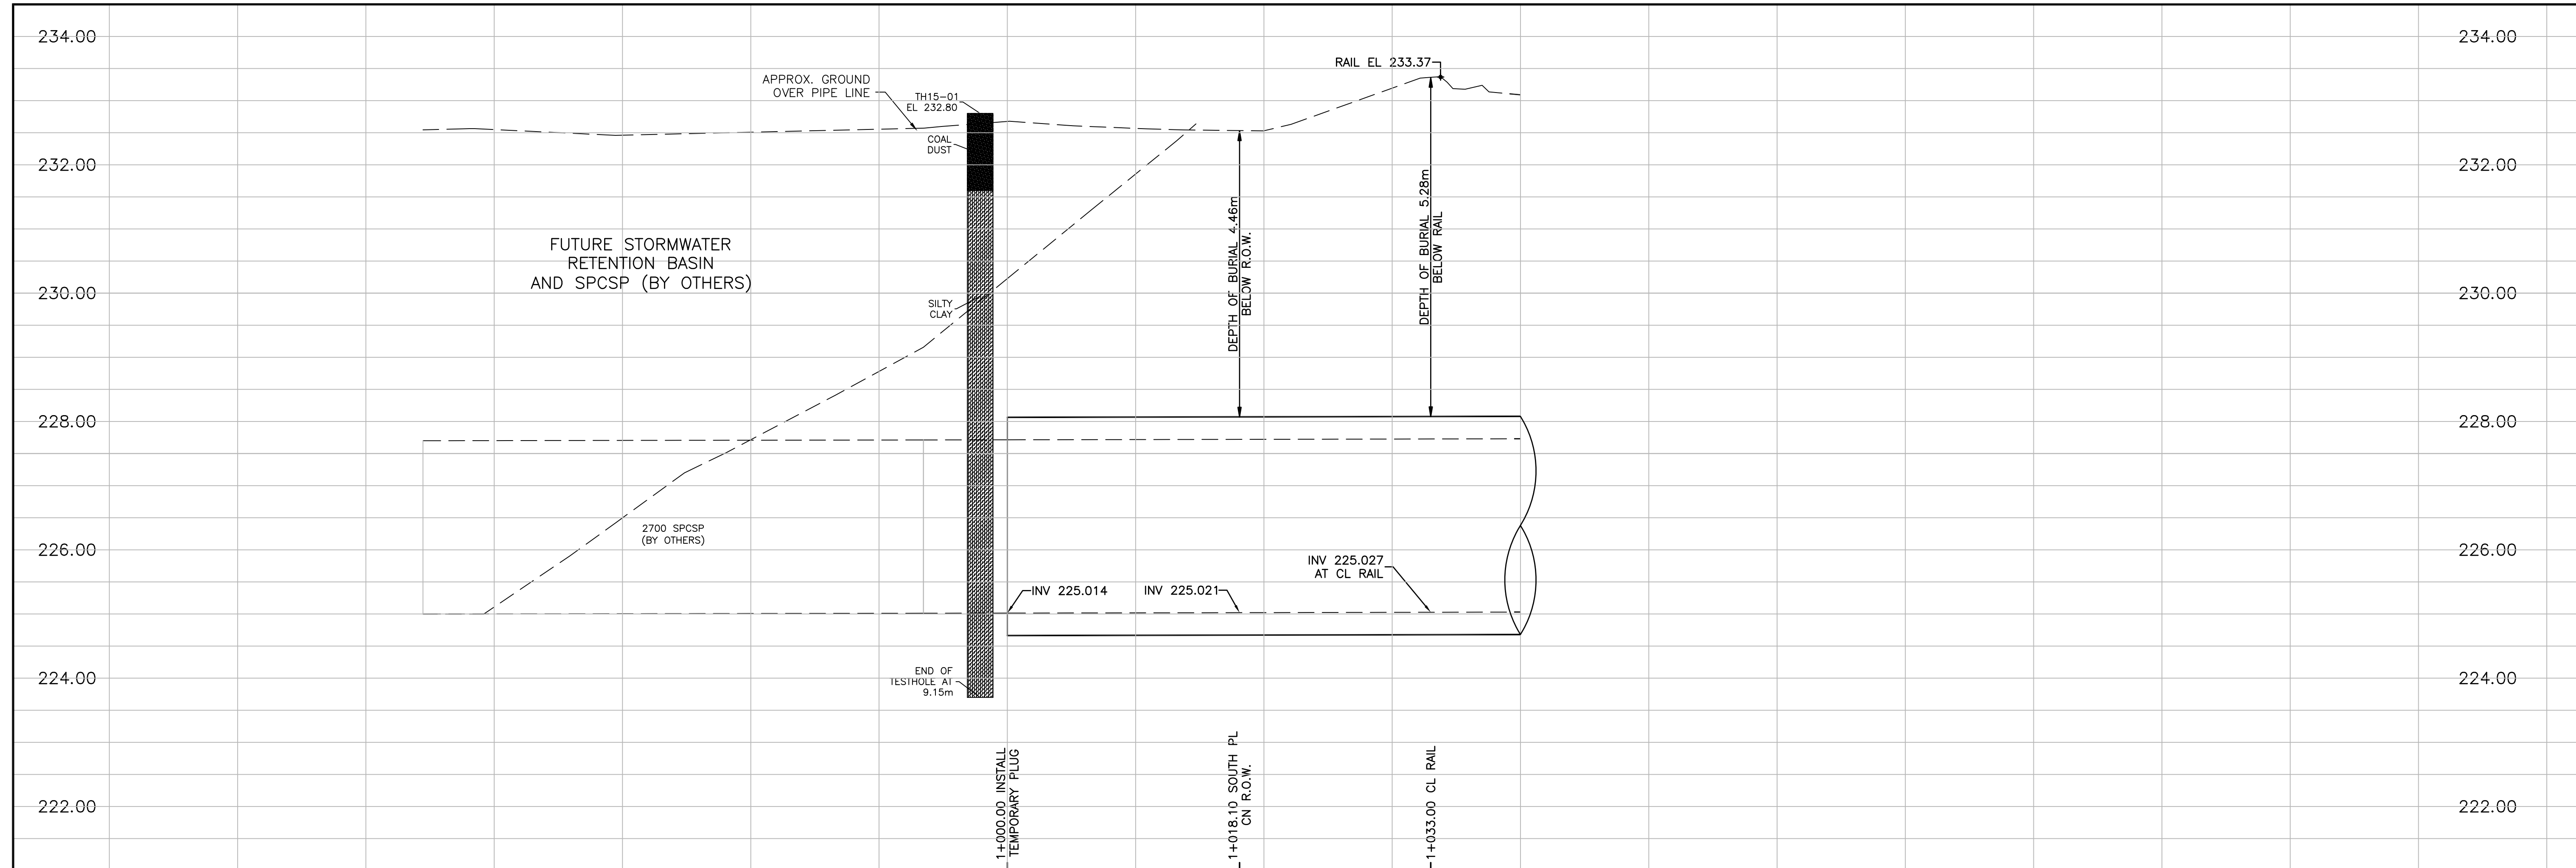 234.00
234.00
RAIL EL 233.37
APPROX. GROUND
OVER PIPE LINE
TH15-01
EL 232.80
COAL
DUST
232.00
232.00
DEPTH OF BURIAL 4.46m
BELOW R.O.W.
DEPTH OF BURIAL 5.28m
BELOW RAIL
FUTURE STORMWATER
RETENTION BASIN
AND SPCSP (BY OTHERS)
230.00
230.00
SILTY
CLAY
228.00
228.00
2700 SPCSP
(BY OTHERS)
226.00
226.00
INV 225.027
AT CL RAIL
INV 225.014
INV 225.021
END OF
TESTHOLE AT
9.15m
224.00
224.00
1+000.00 INSTALL
TEMPORARY PLUG
1+018.10 SOUTH PL
CN R.O.W.
1+033.00 CL RAIL
222.00
222.00